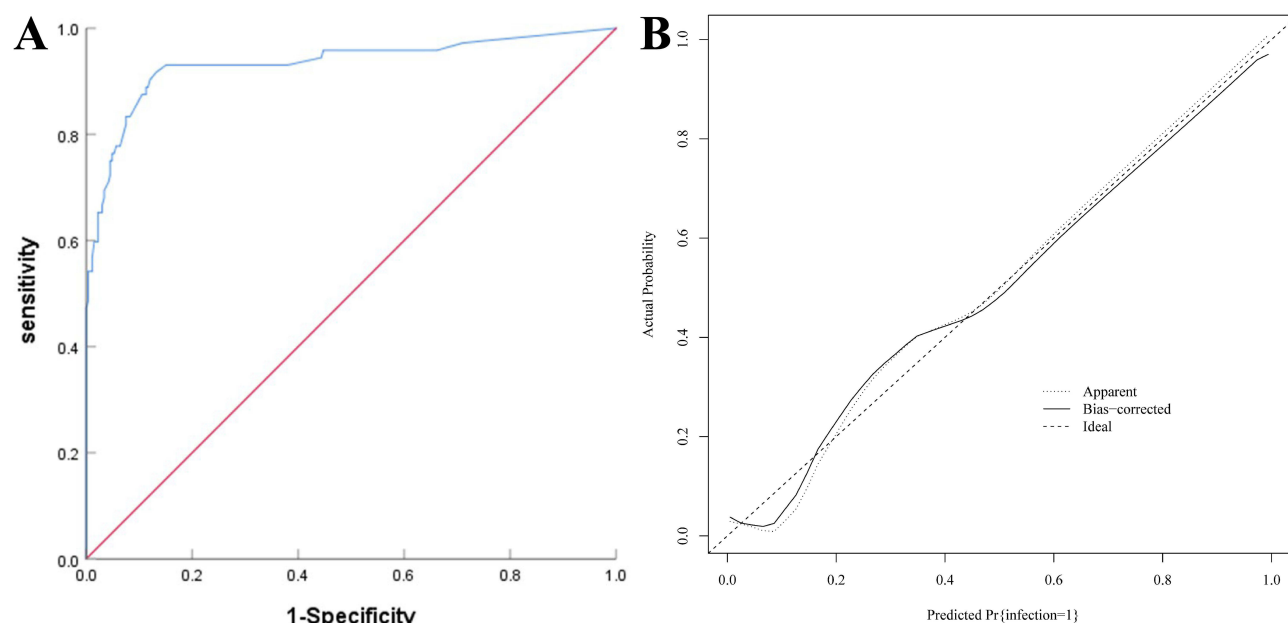 A
1.0
0.8
0.6
0.4
0.2
0.0
sensitivity
0.0 0.2 0.4 0.6 0.8 1.0
1-Specificity
B
1.0
0.8
0.6
0.4
0.2
0.0
Actual Probability
Apparent
Bias−corrected
Ideal
0.0 0.2 0.4 0.6 0.8 1.0
Predicted Pr{infection=1}